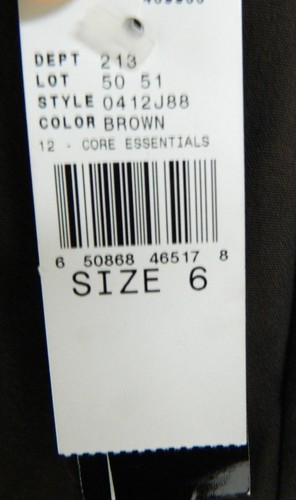 DEPT 213
LOT 50 51
STYLE 0412J88
COLOR BROWN
12 - CORE ESSENTIALS
6 50868 46517 8
SIZE 6